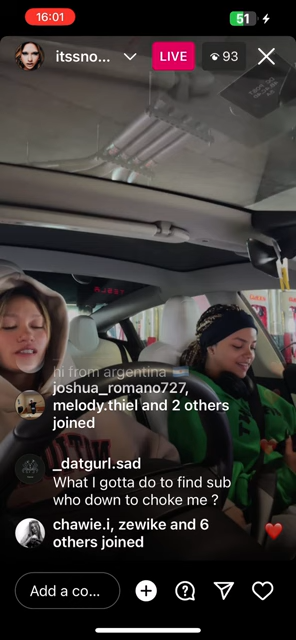 16:01
51
itssno...
LIVE
93
hi from argentina
joshua_romano727,
melody.thiel and 2 others
joined
_datgurl.sad
What I gotta do to find sub
who down to choke me ?
chawie.i, zewike and 6
others joined
Add a co...